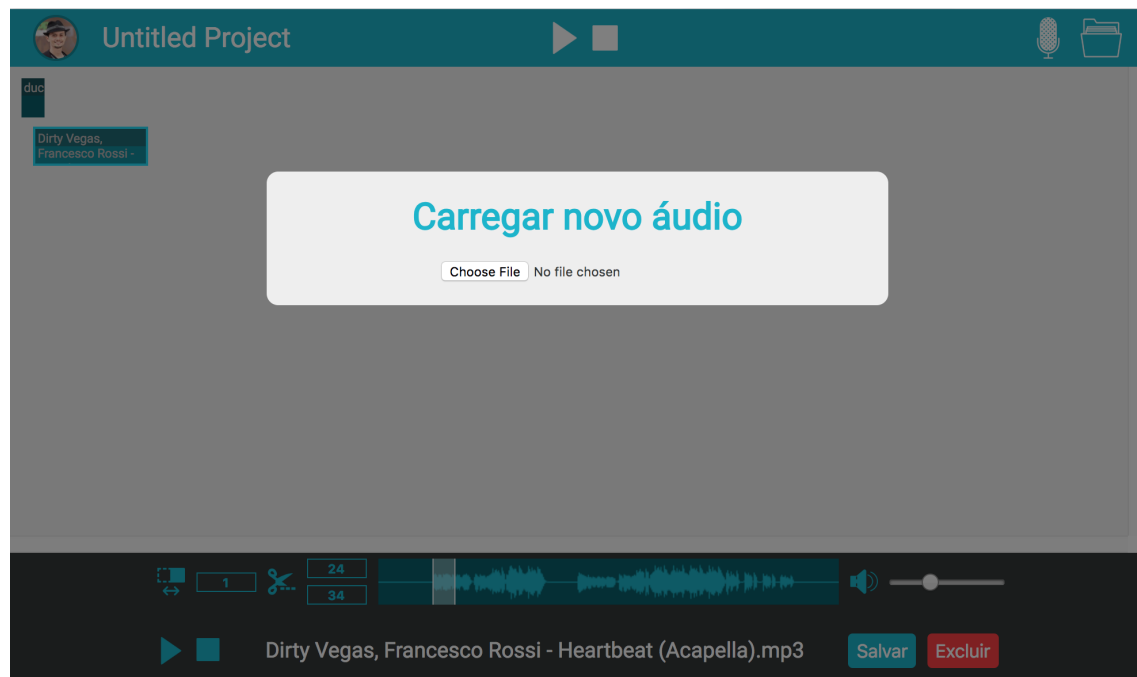 Untitled Project
duc
Dirty Vegas,
Francesco Rossi -
Carregar novo áudio
Choose File No file chosen
1
24
34
Dirty Vegas, Francesco Rossi - Heartbeat (Acapella).mp3
Salvar
Excluir